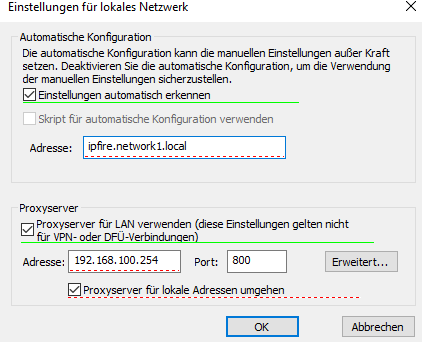 Einstellungen für lokales Netzwerk
Automatische Konfiguration
Die automatische Konfiguration kann die manuellen Einstellungen außer Kraft
setzen. Deaktivieren Sie die automatische Konfiguration, um die Verwendung
der manuellen Einstellungen sicherzustellen.
Einstellungen automatisch erkennen
Skript für automatische Konfiguration verwenden
Adresse: ipfire.network1.local
Proxyserver
Proxyserver für LAN verwenden (diese Einstellungen gelten nicht
für VPN- oder DFÜ-Verbindungen)
Adresse: 192.168.100.254 Port: 800 Erweitert...
Proxyserver für lokale Adressen umgehen
OK Abbrechen